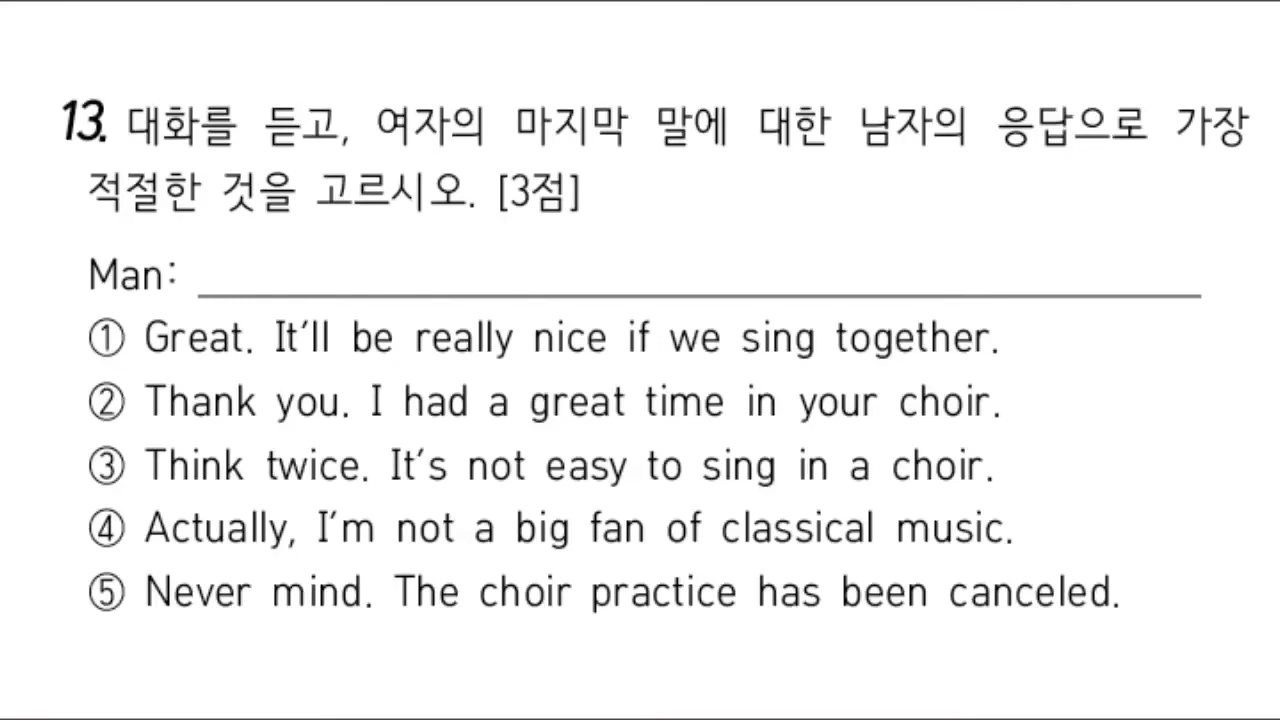 13. 대화를 듣고, 여자의 마지막 말에 대한 남자의 응답으로 가장
적절한 것을 고르시오. [3점]
Man:
① Great. It’ll be really nice if we sing together.
② Thank you. I had a great time in your choir.
③ Think twice. It’s not easy to sing in a choir.
④ Actually, I’m not a big fan of classical music.
⑤ Never mind. The choir practice has been canceled.